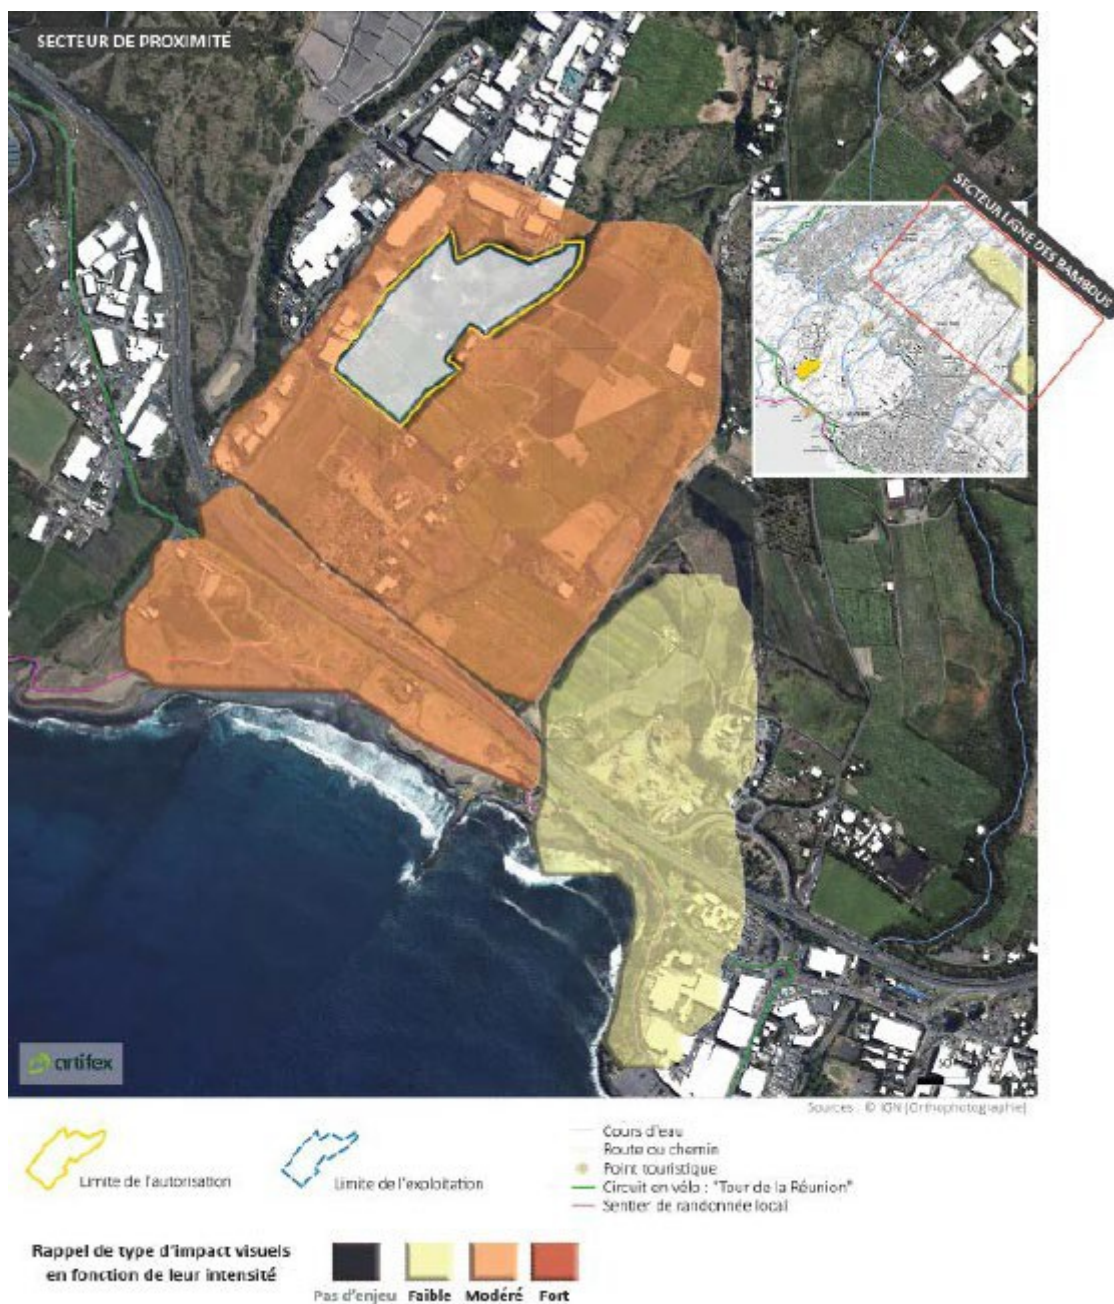 SECTEUR DE PROXIMITÉ
SECTEUR LIGNE DES BAMBOUS
artifex
Sources : © IGN (Orthophotographie)
Limite de l'autorisation
Limite de l'exploitation
Cours d'eau
Route ou chemin
Point touristique
Circuit en vélo : "Tour de la Réunion"
Sentier de randonnée local
Rappel de type d'impact visuels
en fonction de leur intensité
Pas d'enjeu Faible Modéré Fort